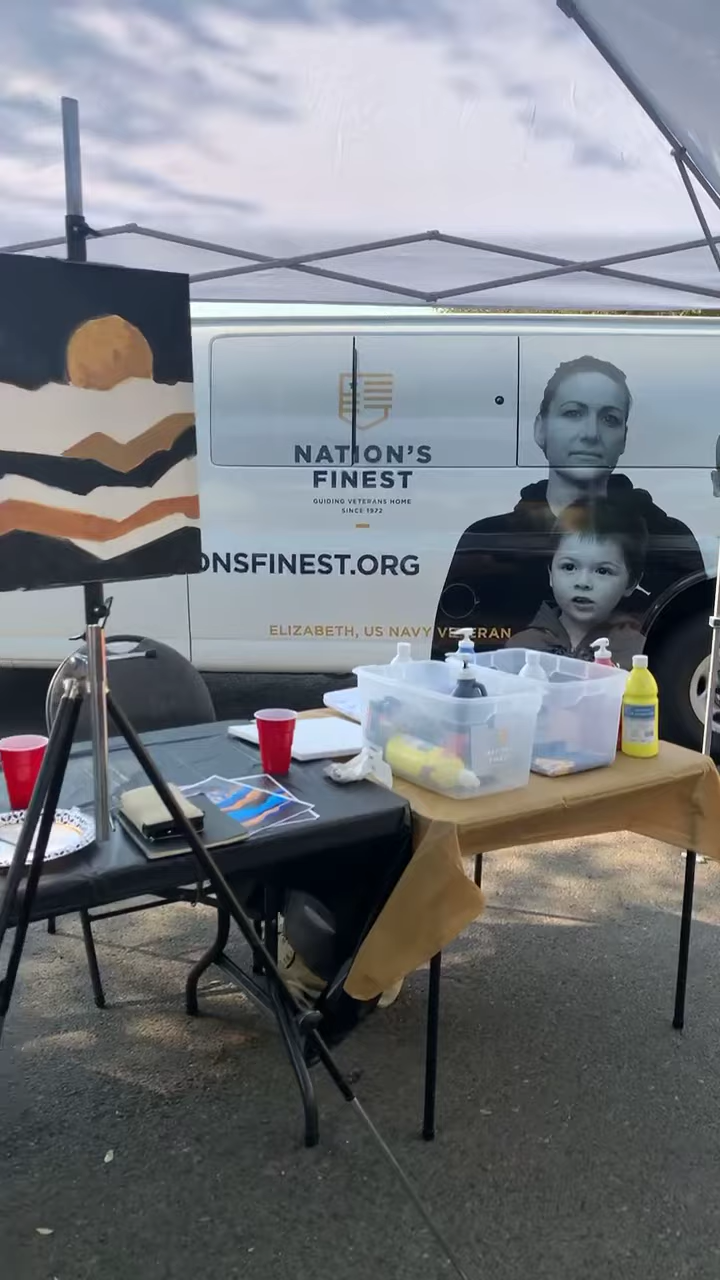 NATION'S
FINEST
GUIDING VETERANS HOME
SINCE 1972
ONSFINEST.ORG
ELIZABETH, US NAVY VETERAN